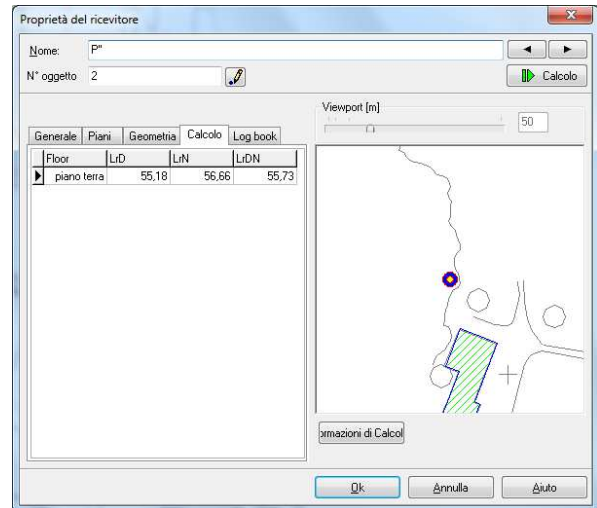 Proprietà del ricevitore
Nome: P"
N° oggetto 2
Calcolo
Viewport [m]
50
Generale Piani Geometria Calcolo Log book
Floor LrD LrN LrDN
piano terra 55,18 56,66 55,73
ormazioni di Calcol
Ok Annulla Aiuto